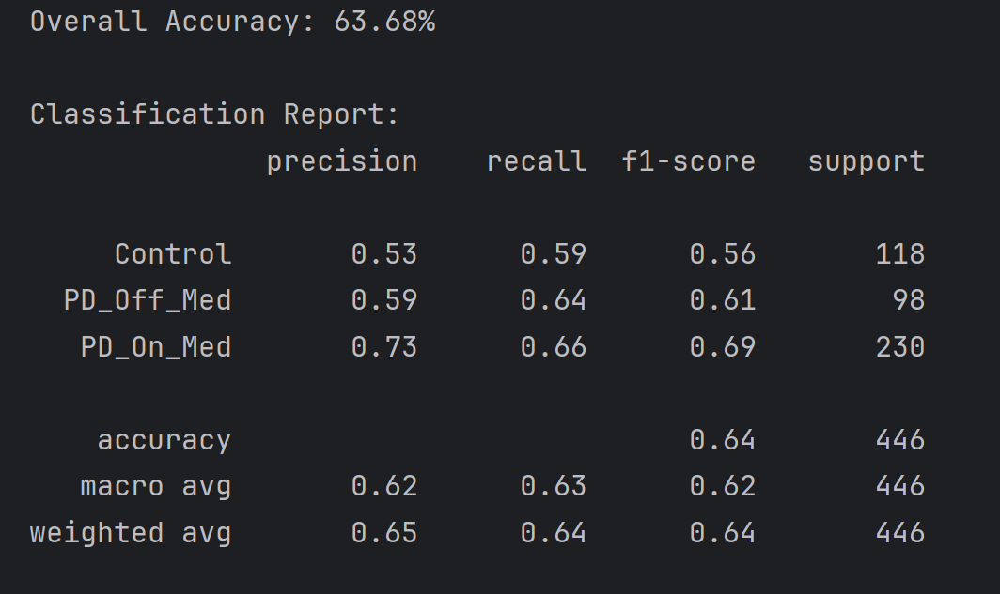 Overall Accuracy: 63.68%
Classification Report:
precision recall f1-score support
Control 0.53 0.59 0.56 118
PD_Off_Med 0.59 0.64 0.61 98
PD_On_Med 0.73 0.66 0.69 230
accuracy 0.64 446
macro avg 0.62 0.63 0.62 446
weighted avg 0.65 0.64 0.64 446